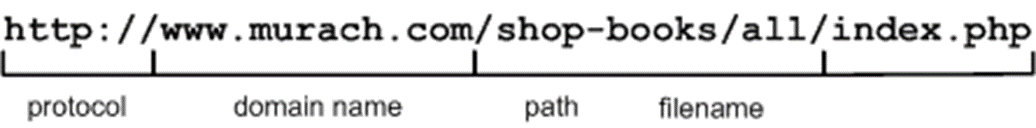 http://www.murach.com/shop-books/all/index.php
protocol domain name path filename